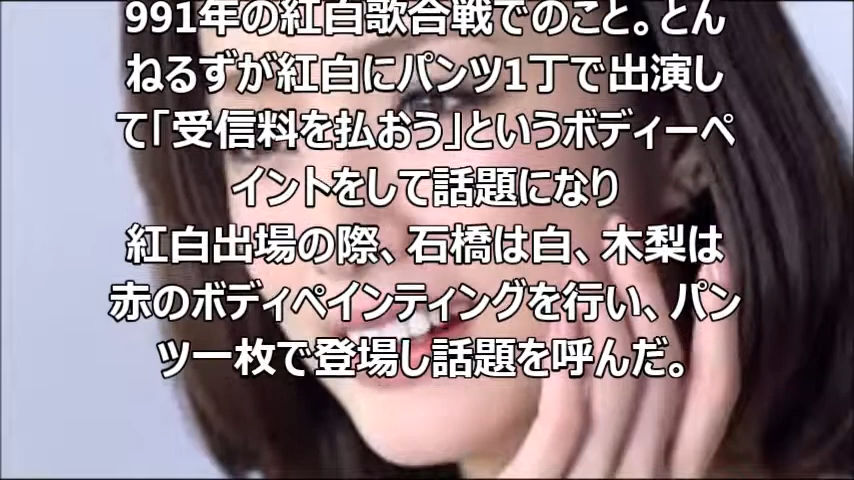 991年の紅白歌合戦でのこと。とん
ねるずが紅白にパンツ1丁で出演し
て「受信料を払おう」というボディーペ
イントをして話題になり
紅白出場の際、石橋は白、木梨は
赤のボディペインティングを行い、パン
ツ一枚で登場し話題を呼んだ。